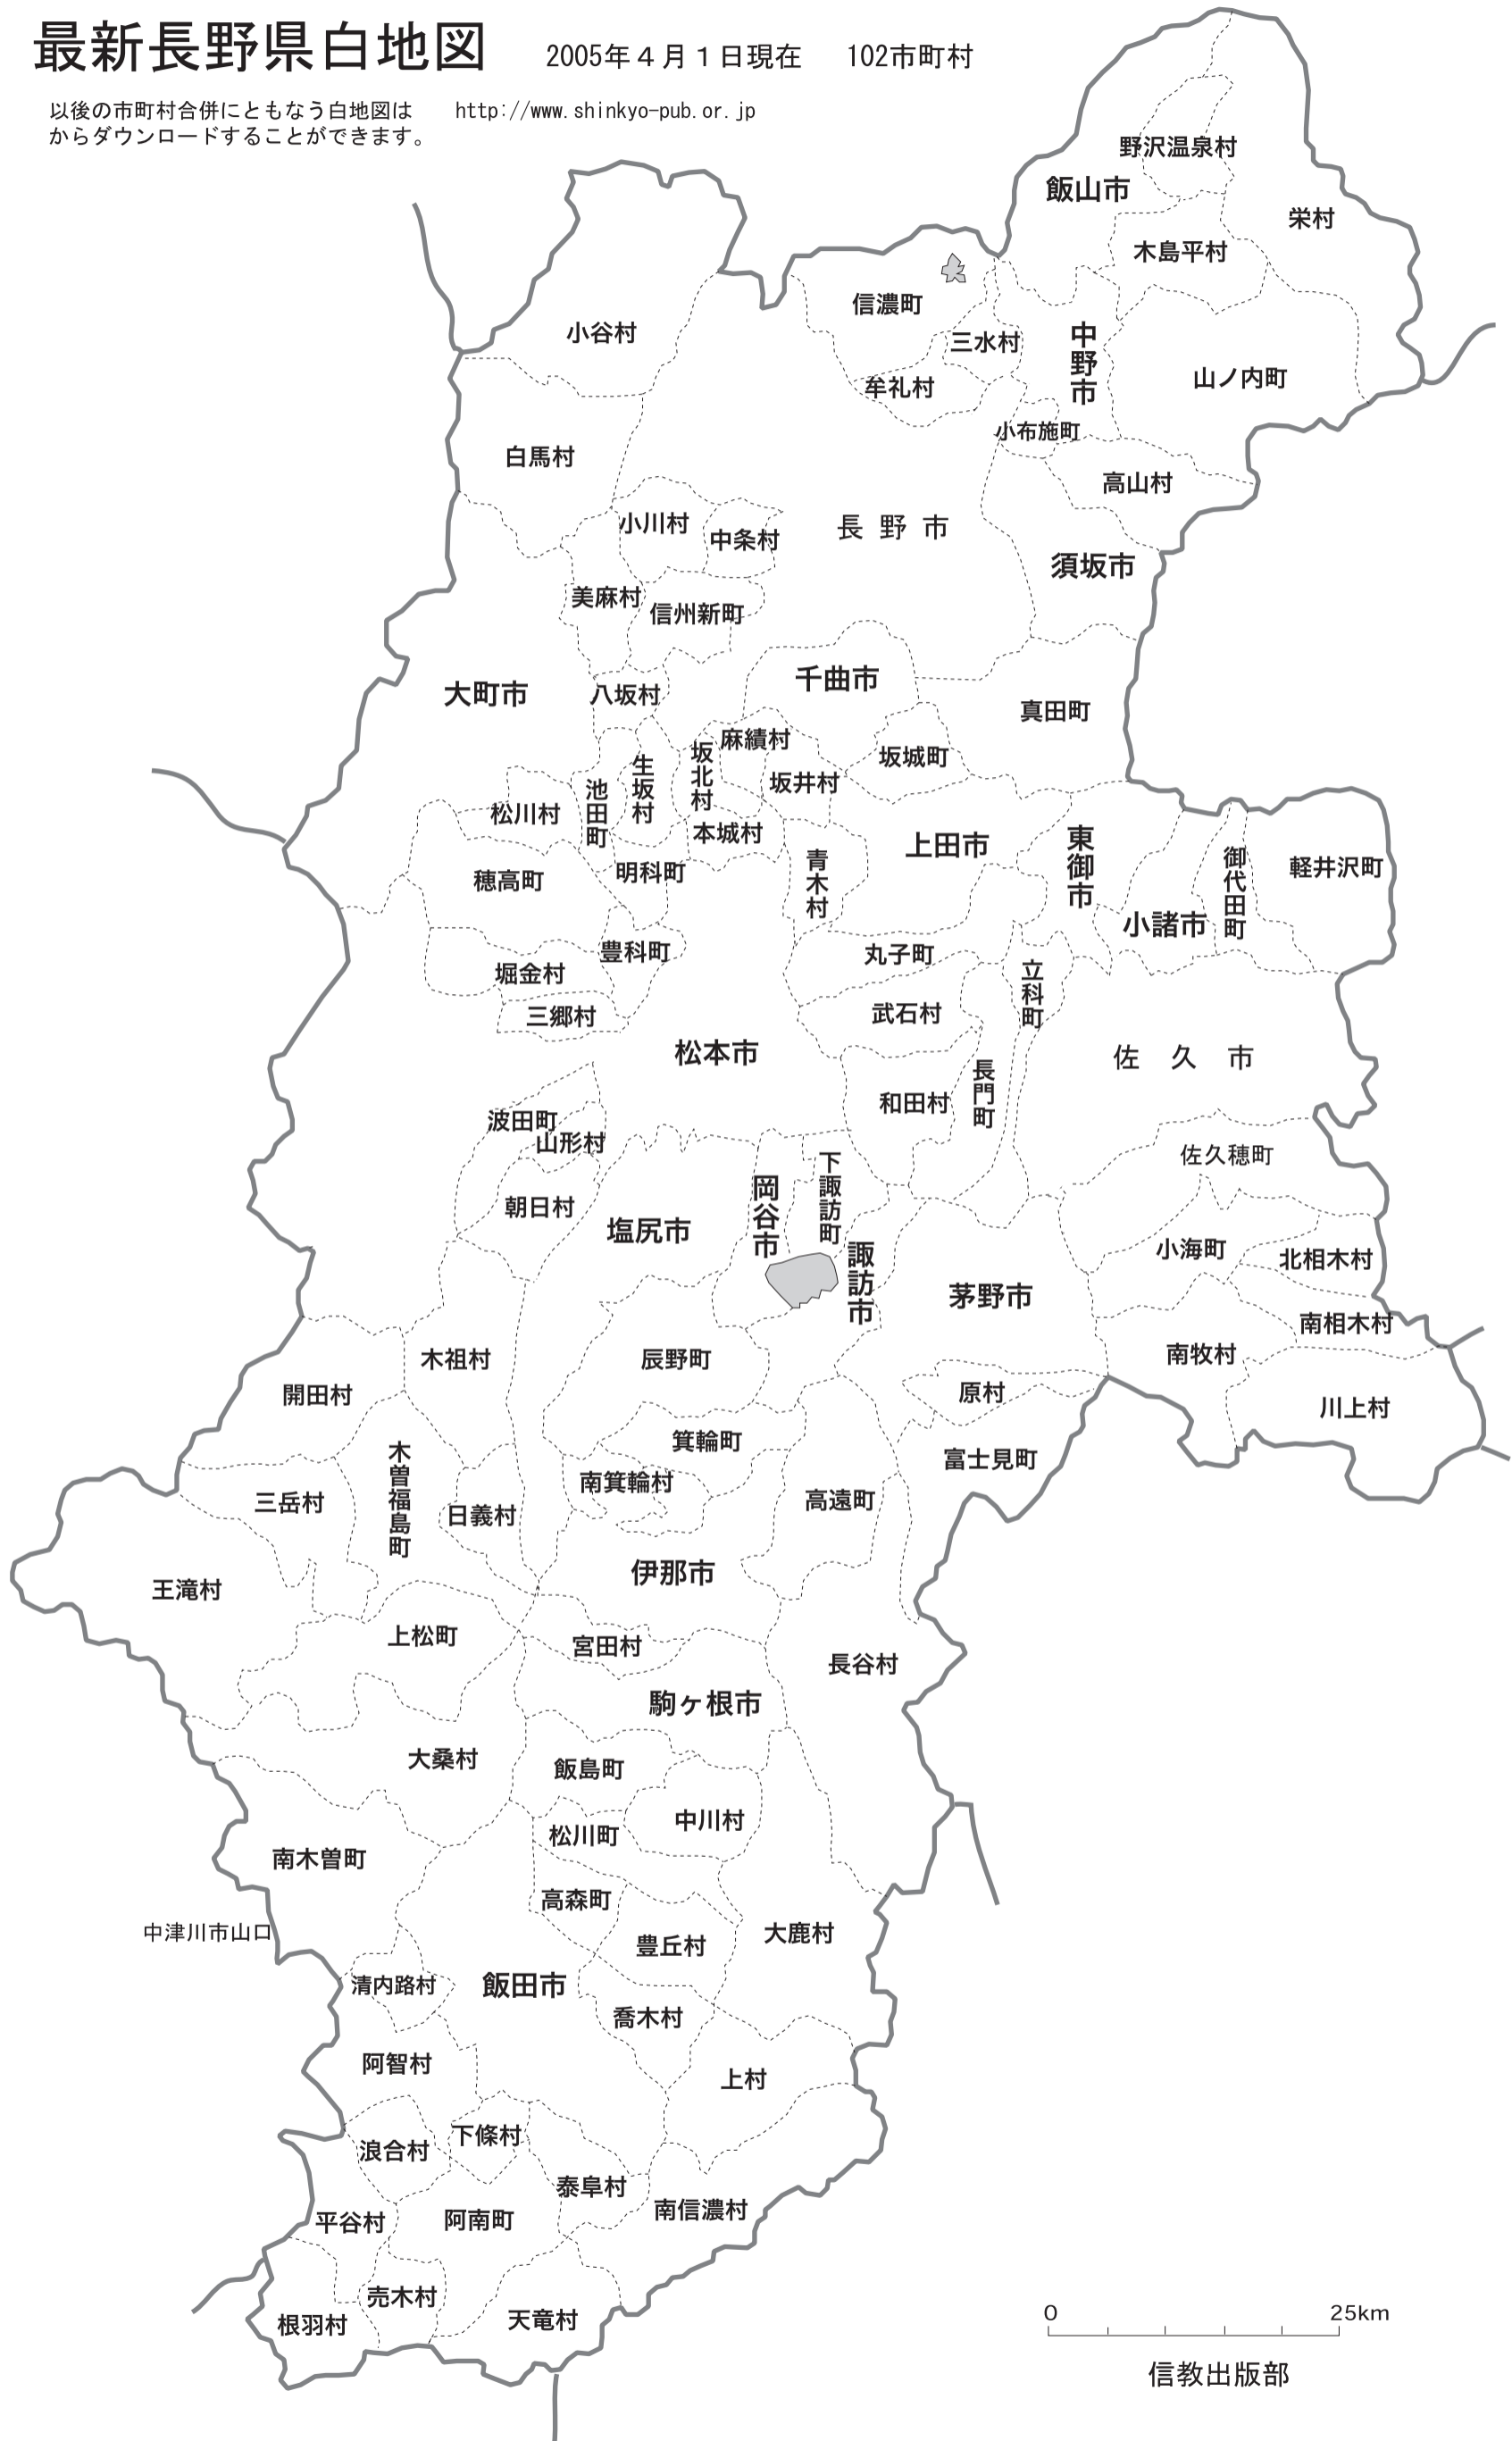 最新長野県白地図
2005年4月1日現在 102市町村
以後の市町村合併にともなう白地図は http://www.shinkyo-pub.or.jp
からダウンロードすることができます。
野沢温泉村
飯山市
栄村
木島平村
信濃町
小谷村
三水村
中野市
山ノ内町
牟礼村
小布施町
白馬村
高山村
小川村
長野市
中条村
須坂市
美麻村
信州新町
千曲市
大町市
八坂村
真田町
麻績村
坂城町
坂北村
生坂村
坂井村
池田町
松川村
本城村
上田市
東御市
御代田町
軽井沢町
青木村
明科町
穂高町
小諸市
豊科町
丸子町
堀金村
立科町
武石村
三郷村
松本市
佐久市
長門町
和田村
波田町
山形村
佐久穂町
下諏訪町
岡谷市
朝日村
塩尻市
小海町
北相木村
諏訪市
茅野市
南相木村
木祖村
辰野町
南牧村
開田村
原村
川上村
箕輪町
富士見町
木曽福島町
南箕輪村
三岳村
高遠町
日義村
伊那市
王滝村
上松町
宮田村
長谷村
駒ヶ根市
大桑村
飯島町
中川村
松川町
南木曽町
高森町
中津川市山口
大鹿村
豊丘村
清内路村
飯田市
喬木村
阿智村
上村
下條村
浪合村
泰阜村
南信濃村
平谷村
阿南町
売木村
根羽村
天竜村
0 25km
信教出版部